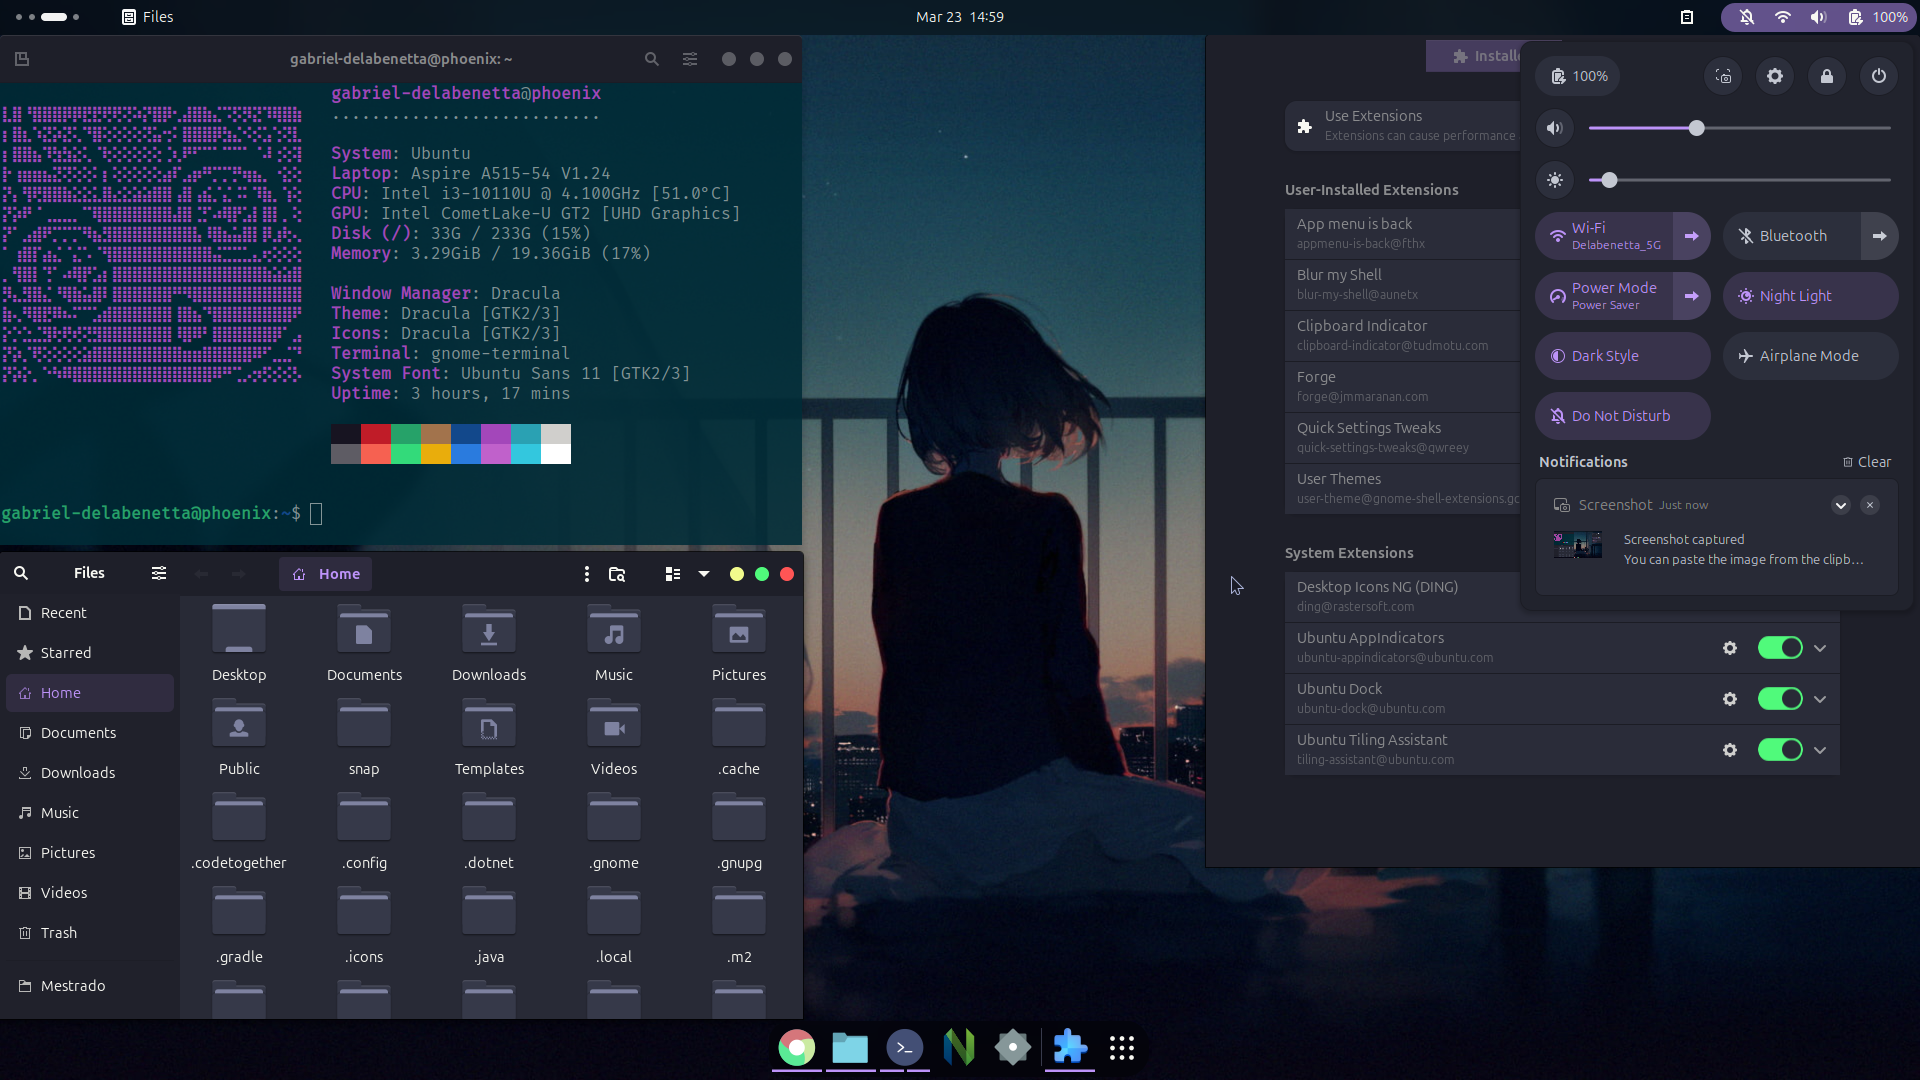 Files
Mar 23 14:59
100%
gabriel-delabenetta@phoenix: ~
gabriel-delabenetta@phoenix
...........................
System: Ubuntu
Laptop: Aspire A515-54 V1.24
CPU: Intel i3-10110U @ 4.100GHz [51.0°C]
GPU: Intel CometLake-U GT2 [UHD Graphics]
Disk (/): 33G / 233G (15%)
Memory: 3.29GiB / 19.36GiB (17%)
Window Manager: Dracula
Theme: Dracula [GTK2/3]
Icons: Dracula [GTK2/3]
Terminal: gnome-terminal
System Font: Ubuntu Sans 11 [GTK2/3]
Uptime: 3 hours, 17 mins
gabriel-delabenetta@phoenix:~$
Files
Home
Recent
Starred
Home
Documents
Downloads
Music
Pictures
Videos
Trash
Mestrado
Desktop
Documents
Downloads
Music
Pictures
Public
snap
Templates
Videos
.cache
.codetogether
.config
.dotnet
.gnome
.gnupg
.gradle
.icons
.java
.local
.m2
Use Extensions
Extensions can cause performance
User-Installed Extensions
App menu is back
appmenu-is-back@fthx
Blur my Shell
blur-my-shell@aunetx
Clipboard Indicator
clipboard-indicator@tudmotu.com
Forge
forge@jmmaranan.com
Quick Settings Tweaks
quick-settings-tweaks@qwreey
User Themes
user-theme@gnome-shell-extensions.gc
System Extensions
Desktop Icons NG (DING)
ding@rastersoft.com
Ubuntu AppIndicators
ubuntu-appindicators@ubuntu.com
Ubuntu Dock
ubuntu-dock@ubuntu.com
Ubuntu Tiling Assistant
tiling-assistant@ubuntu.com
100%
Wi-Fi
Delabenetta_5G
Bluetooth
Power Mode
Power Saver
Night Light
Dark Style
Airplane Mode
Do Not Disturb
Notifications
Clear
Screenshot Just now
Screenshot captured
You can paste the image from the clipb...